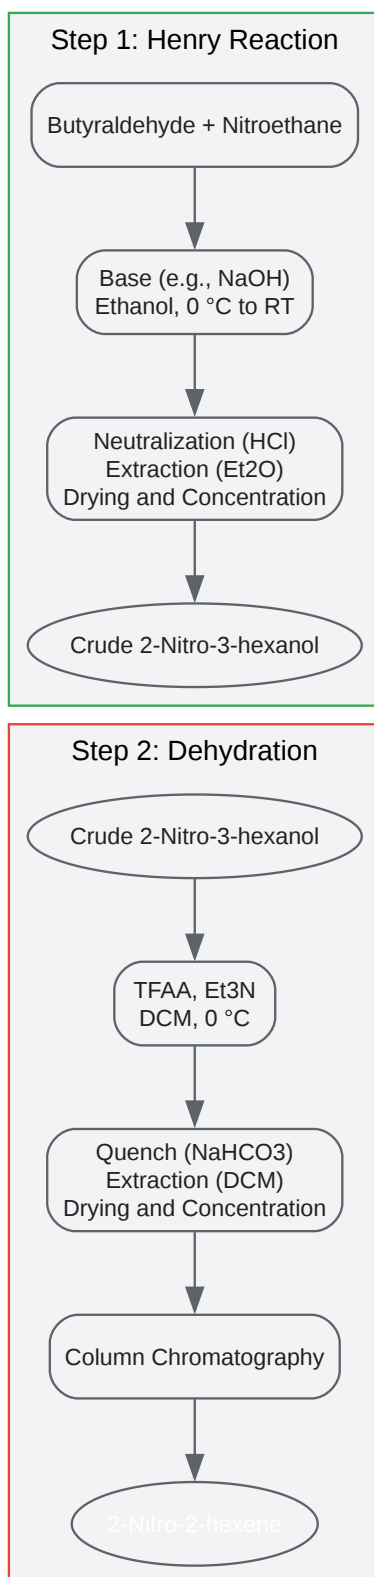 Step 1: Henry Reaction
Butyraldehyde + Nitroethane
Base (e.g., NaOH)
Ethanol, 0 °C to RT
Neutralization (HCl)
Extraction (Et2O)
Drying and Concentration
Crude 2-Nitro-3-hexanol
Step 2: Dehydration
Crude 2-Nitro-3-hexanol
TFAA, Et3N
DCM, 0 °C
Quench (NaHCO3)
Extraction (DCM)
Drying and Concentration
Column Chromatography
2-Nitro-2-hexene